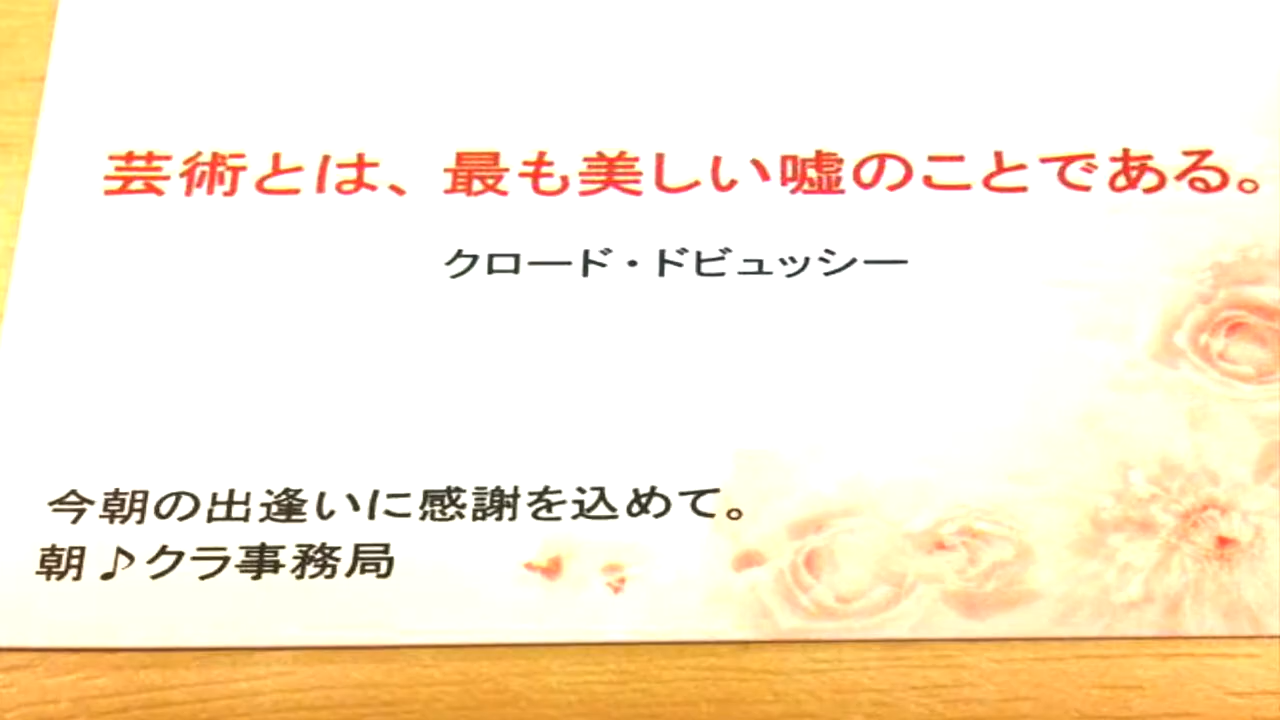 芸術とは、最も美しい嘘のことである。
クロード・ドビュッシー
今朝の出逢いに感謝を込めて。
朝♪クラ事務局